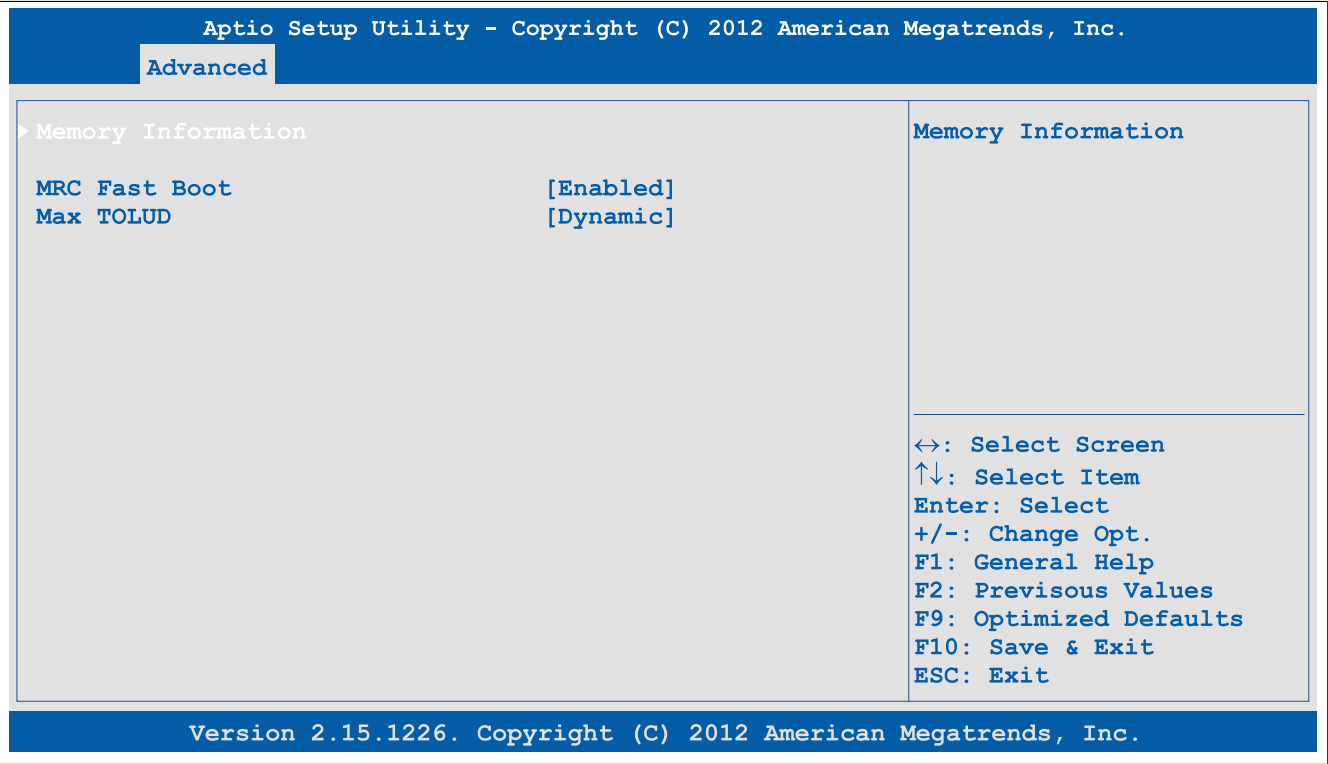 Aptio Setup Utility - Copyright (C) 2012 American Megatrends, Inc.
Advanced
Memory Information
MRC Fast Boot [Enabled]
Max TOLUD [Dynamic]
Memory Information
↔: Select Screen
↑↓: Select Item
Enter: Select
+/-: Change Opt.
F1: General Help
F2: Previsous Values
F9: Optimized Defaults
F10: Save & Exit
ESC: Exit
Version 2.15.1226. Copyright (C) 2012 American Megatrends, Inc.